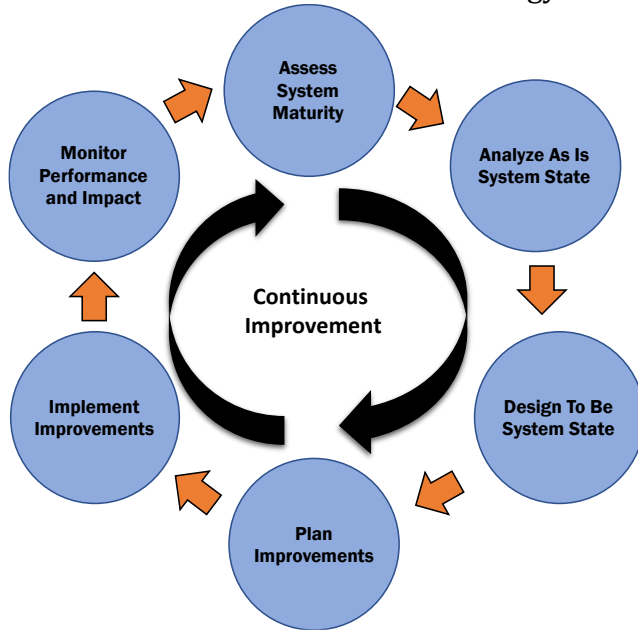 Assess
System
Maturity
Analyze As Is
System State
Design To Be
System State
Plan
Improvements
Implement
Improvements
Monitor
Performance
and Impact
Continuous
Improvement